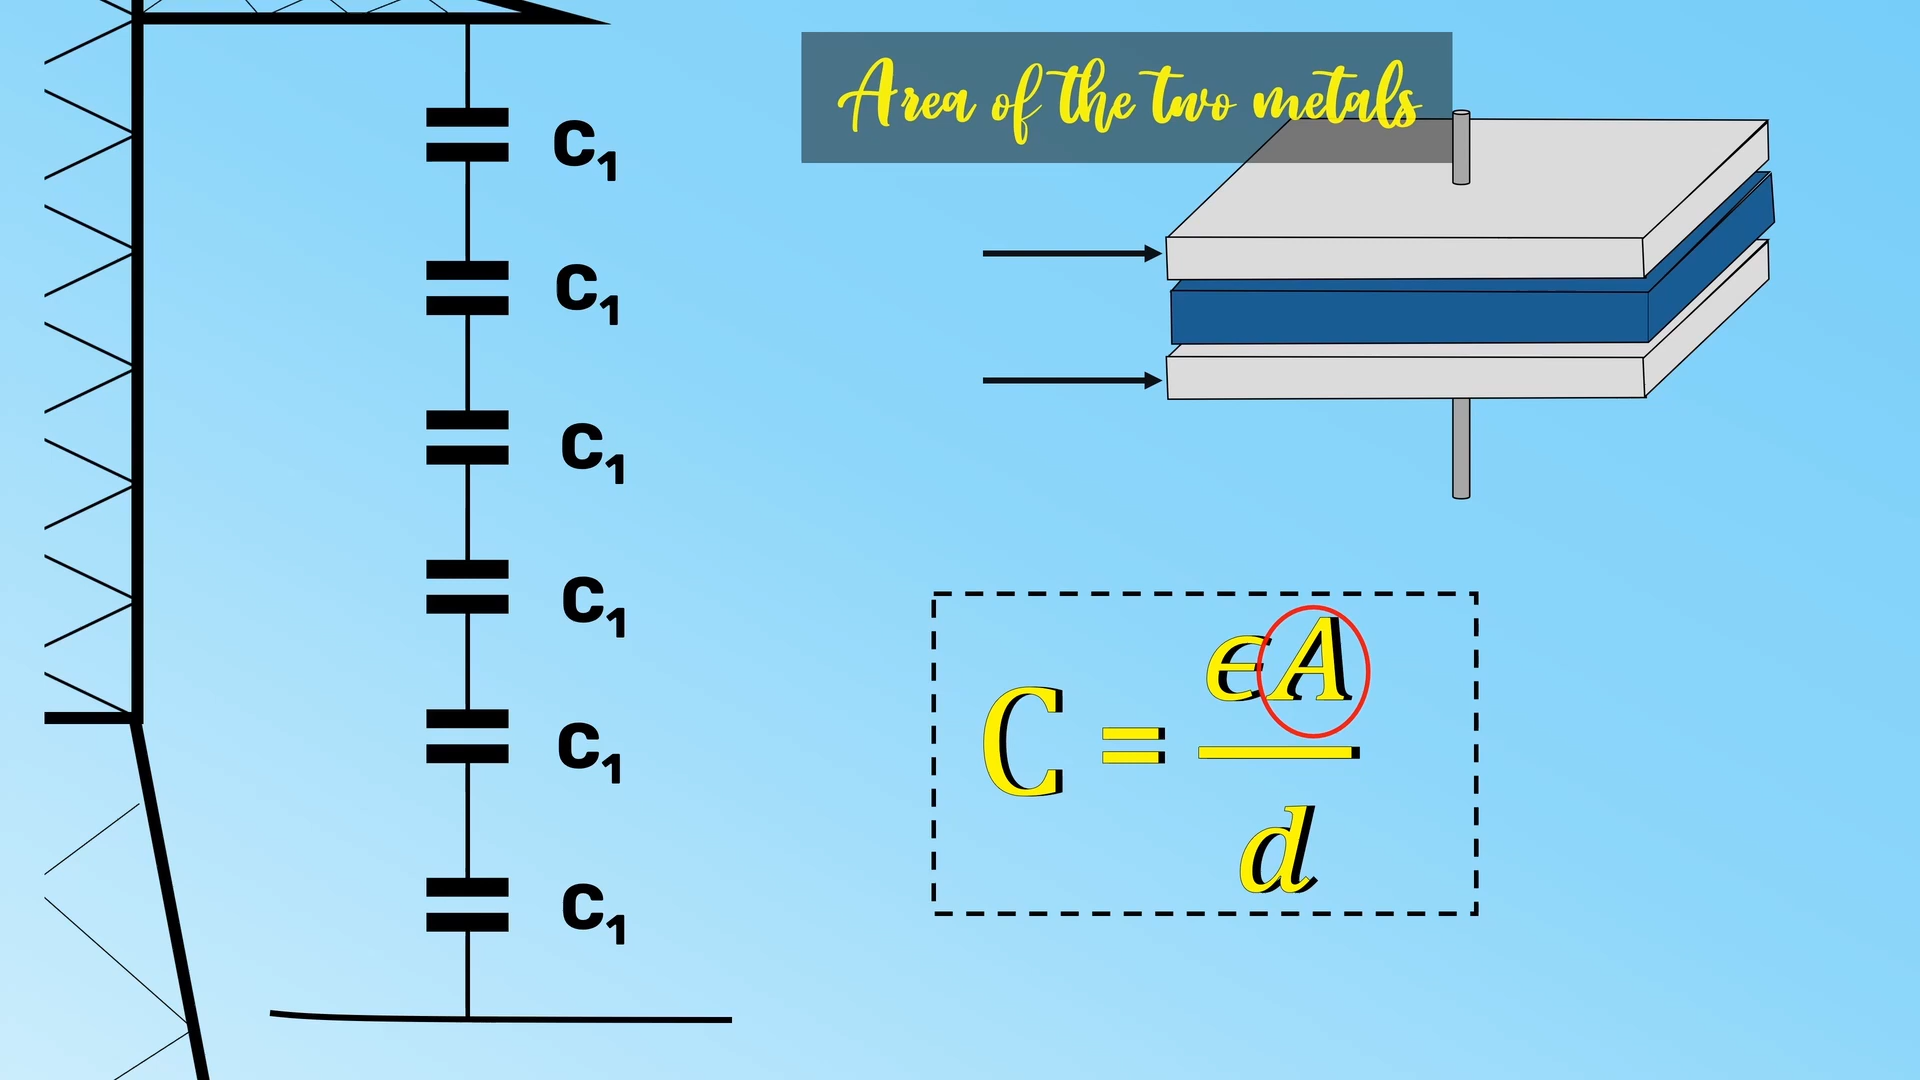 Area of the two metals
C₁
C₁
C₁
C₁
C₁
C₁
C = ϵA / d